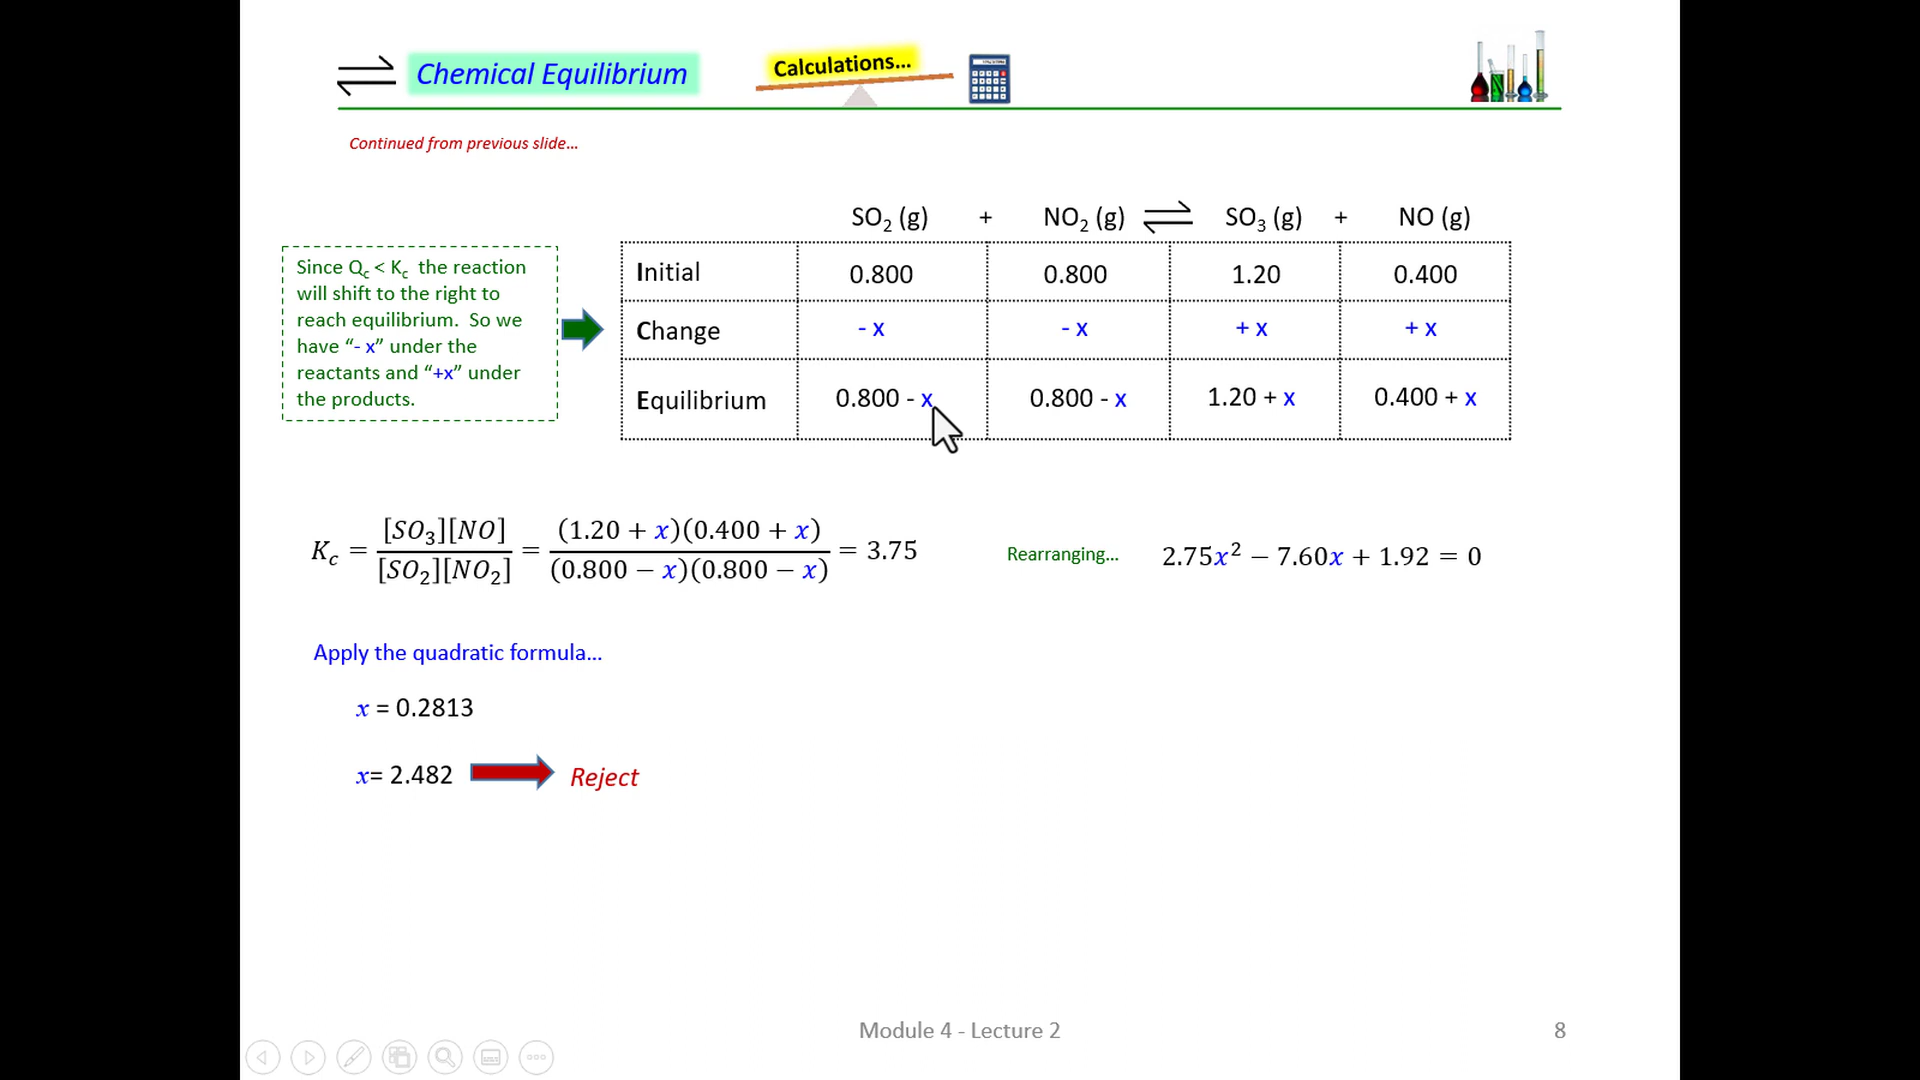 Chemical Equilibrium
Calculations...
Continued from previous slide...
SO₂ (g) + NO₂ (g) ⇌ SO₃ (g) + NO (g)
Since Q꜀ < K꜀ the reaction
will shift to the right to
reach equilibrium. So we
have “- x” under the
reactants and “+x” under
the products.
Initial 0.800 0.800 1.20 0.400
Change - x - x + x + x
Equilibrium 0.800 - x 0.800 - x 1.20 + x 0.400 + x
K_c = [SO₃][NO] / [SO₂][NO₂] = (1.20 + x)(0.400 + x) / (0.800 − x)(0.800 − x) = 3.75
Rearranging... 2.75x² − 7.60x + 1.92 = 0
Apply the quadratic formula...
x = 0.2813
x= 2.482 Reject
Module 4 - Lecture 2
8